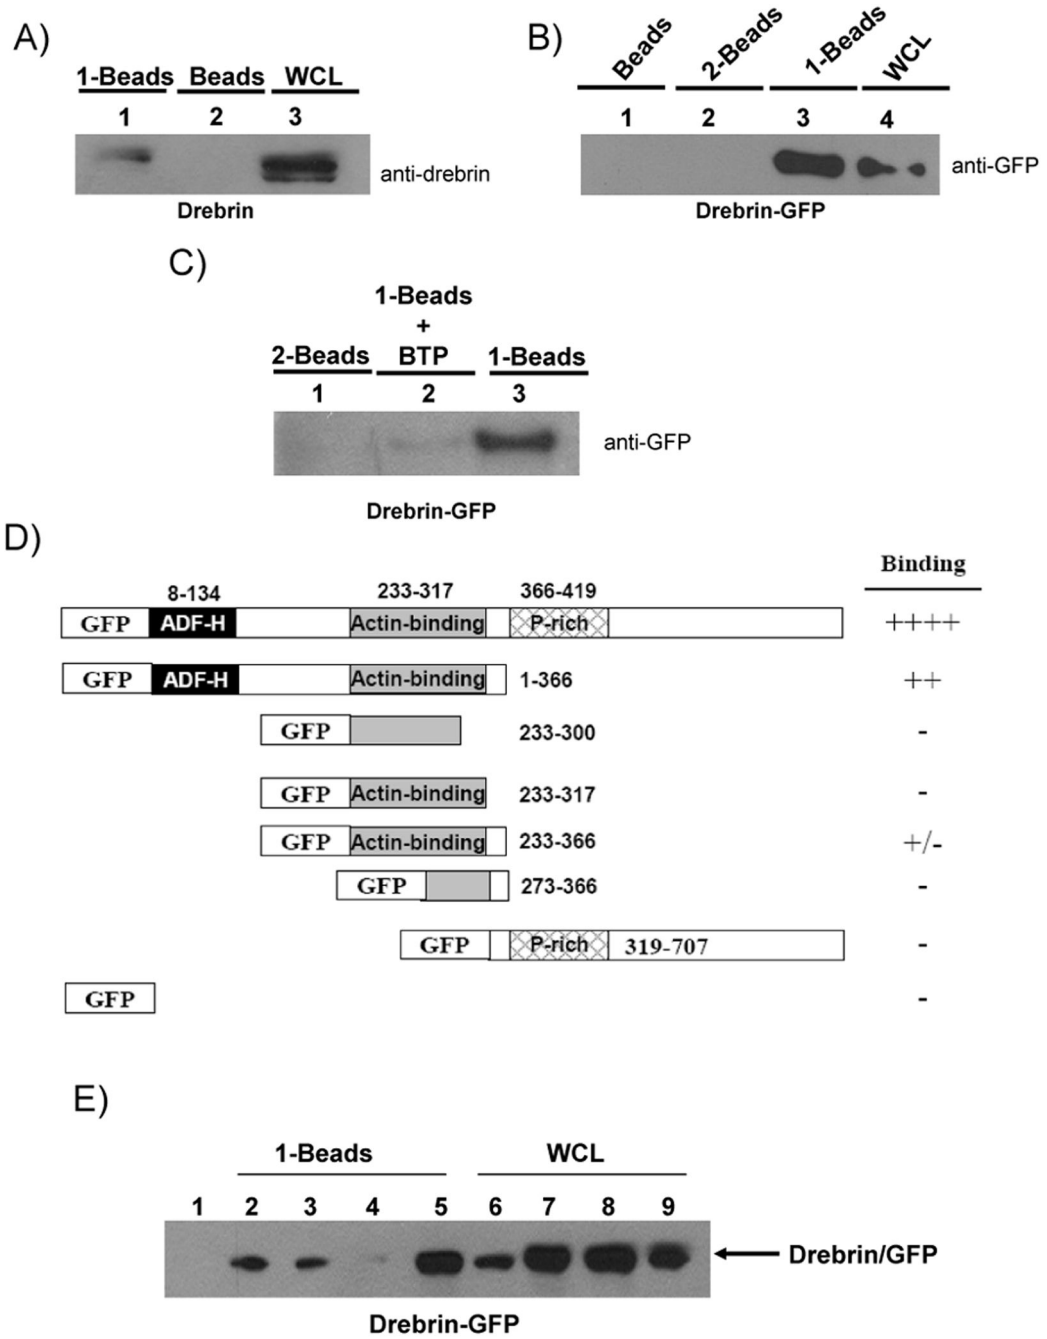 A)
1-Beads Beads WCL
1 2 3
anti-drebrin
Drebrin
B)
Beads 2-Beads 1-Beads WCL
1 2 3 4
anti-GFP
Drebrin-GFP
C)
1-Beads
+
2-Beads BTP 1-Beads
1 2 3
anti-GFP
Drebrin-GFP
D)
Binding
8-134 233-317 366-419
GFP ADF-H Actin-binding P-rich ++++
GFP ADF-H Actin-binding 1-366 ++
GFP 233-300 -
GFP Actin-binding 233-317 -
GFP Actin-binding 233-366 +/-
GFP 273-366 -
GFP P-rich 319-707 -
GFP -
E)
1-Beads WCL
1 2 3 4 5 6 7 8 9
Drebrin/GFP
Drebrin-GFP